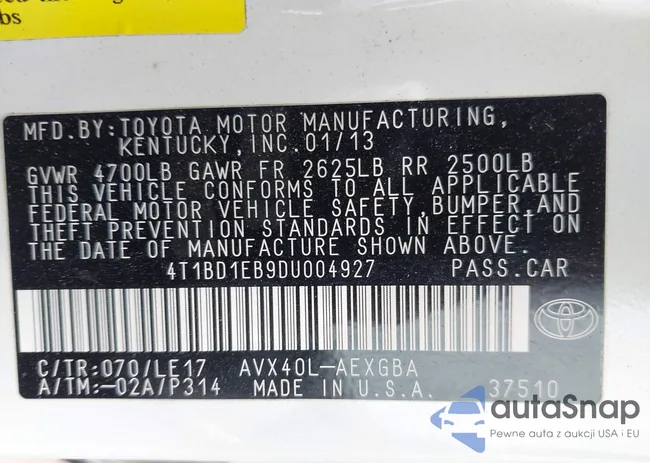 lbs
MFD.BY:TOYOTA MOTOR MANUFACTURING,
KENTUCKY,INC.01/13
GVWR 4700LB GAWR FR 2625LB RR 2500LB
THIS VEHICLE CONFORMS TO ALL APPLICABLE
FEDERAL MOTOR VEHICLE SAFETY,BUMPER,AND
THEFT PREVENTION STANDARDS IN EFFECT ON
THE DATE OF MANUFACTURE SHOWN ABOVE.
4T1BD1EB9DU004927 PASS.CAR
C/TR:070/LE17 AVX40L-AEXGBA
A/TM:-02A/P314 MADE IN U.S.A. 37510
autoSnap
Pewne auta z aukcji USA i EU